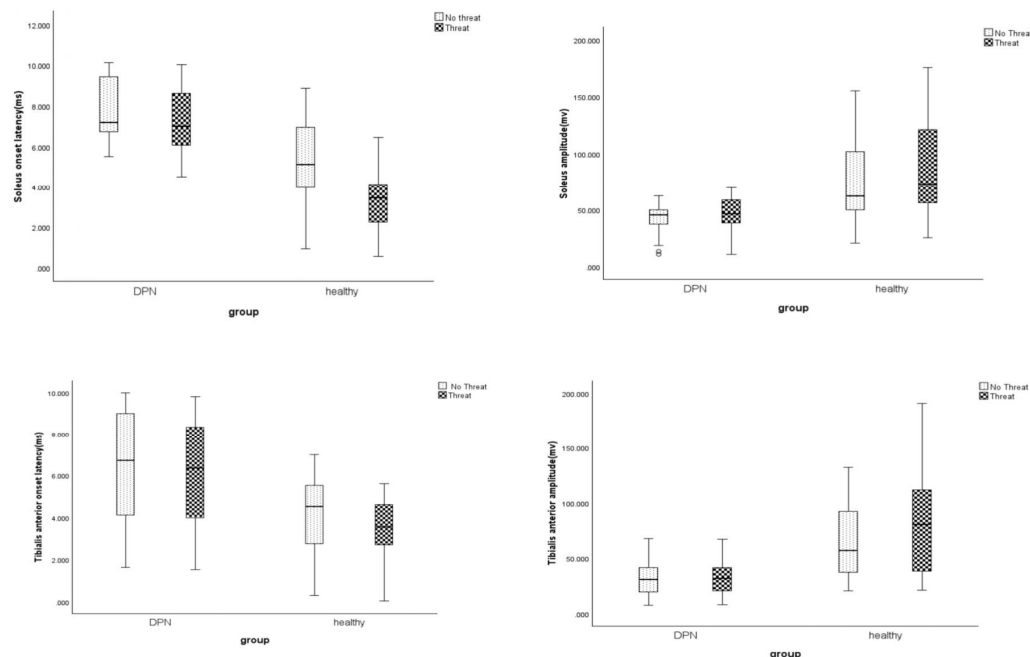 No threat
Threat
12.000
10.000
8.000
6.000
4.000
2.000
.000
Soleus onset latency(ms)
DPN healthy
group
No Threat
Threat
200.000
150.000
100.000
50.000
.000
Soleus amplitude(mv)
DPN healthy
group
No Threat
Threat
10.000
8.000
6.000
4.000
2.000
.000
Tibialis anterior onset latency(ms)
DPN healthy
group
No Threat
Threat
200.000
150.000
100.000
50.000
.000
Tibialis anterior amplitude(mv)
DPN healthy
group